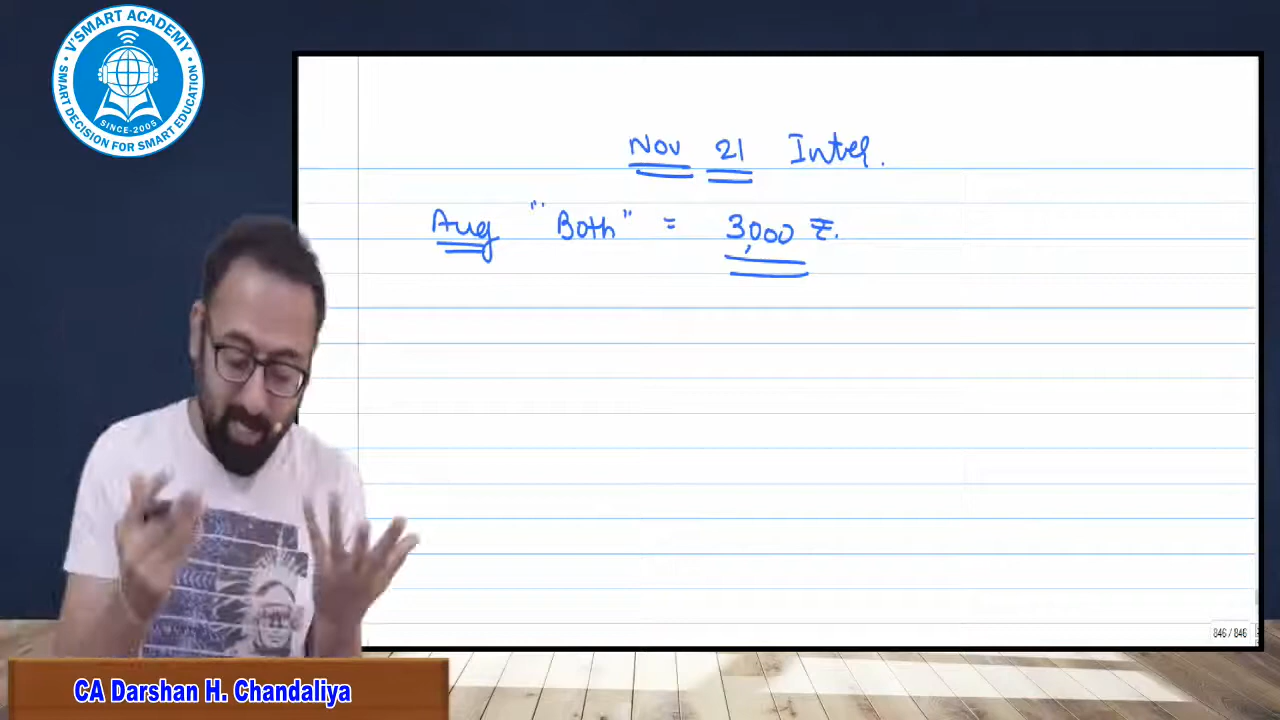 V'SMART ACADEMY
SINCE-2005
SMART DECISION FOR SMART EDUCATION
Nov 21 Inter.
Aug "Both" = 3,000 ₹.
846 / 846
CA Darshan H. Chandaliya